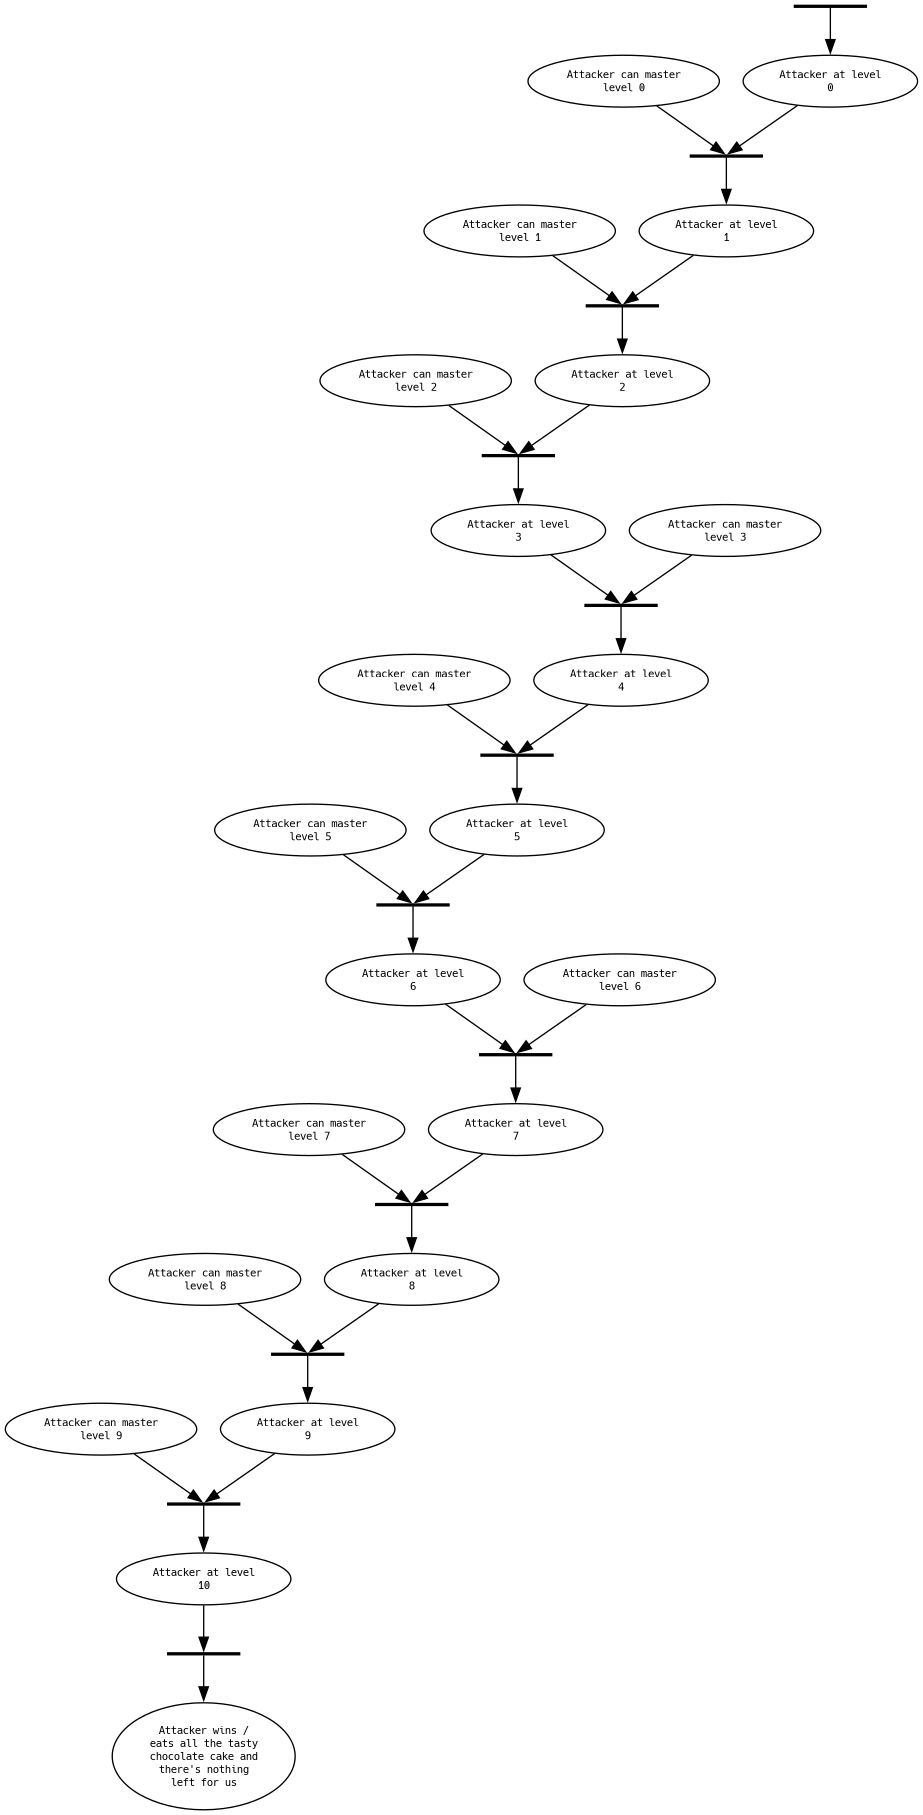 Attacker can master
level 0
Attacker at level
0
Attacker can master
level 1
Attacker at level
1
Attacker can master
level 2
Attacker at level
2
Attacker at level
3
Attacker can master
level 3
Attacker can master
level 4
Attacker at level
4
Attacker can master
level 5
Attacker at level
5
Attacker at level
6
Attacker can master
level 6
Attacker can master
level 7
Attacker at level
7
Attacker can master
level 8
Attacker at level
8
Attacker can master
level 9
Attacker at level
9
Attacker at level
10
Attacker wins /
eats all the tasty
chocolate cake and
there's nothing
left for us